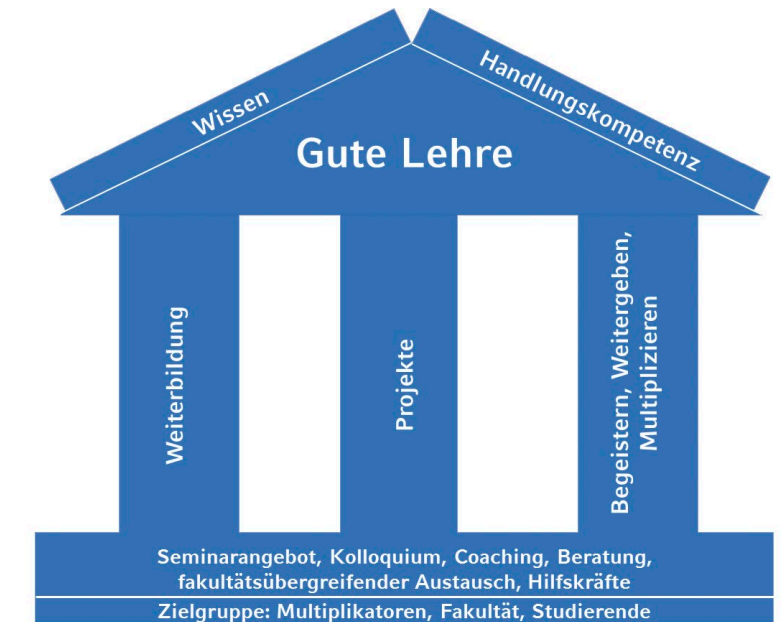 Wissen
Handlungskompetenz
Gute Lehre
Weiterbildung
Projekte
Begeistern, Weitergeben,
Multiplizieren
Seminarangebot, Kolloquium, Coaching, Beratung,
fakultätsübergreifender Austausch, Hilfskräfte
Zielgruppe: Multiplikatoren, Fakultät, Studierende